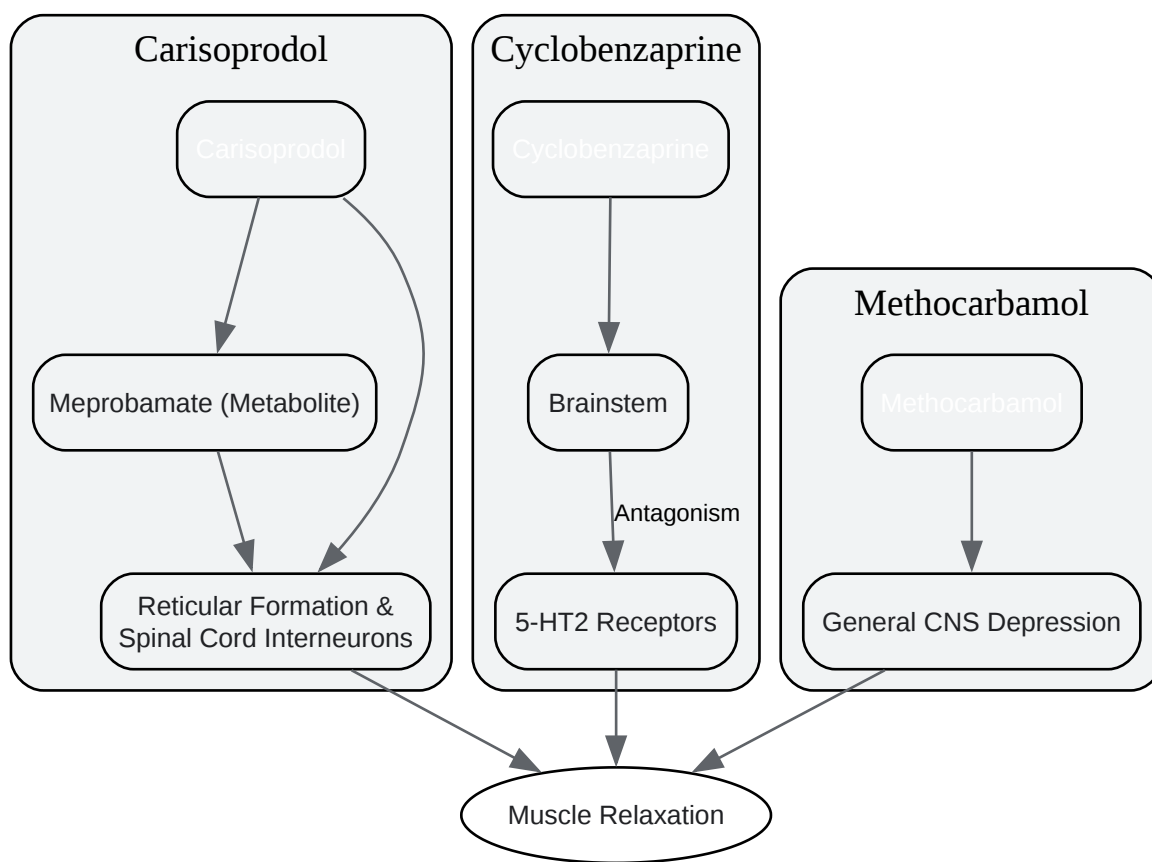 Carisoprodol
Carisoprodol
Meprobamate (Metabolite)
Reticular Formation &
Spinal Cord Interneurons
Cyclobenzaprine
Cyclobenzaprine
Brainstem
Antagonism
5-HT2 Receptors
Methocarbamol
Methocarbamol
General CNS Depression
Muscle Relaxation